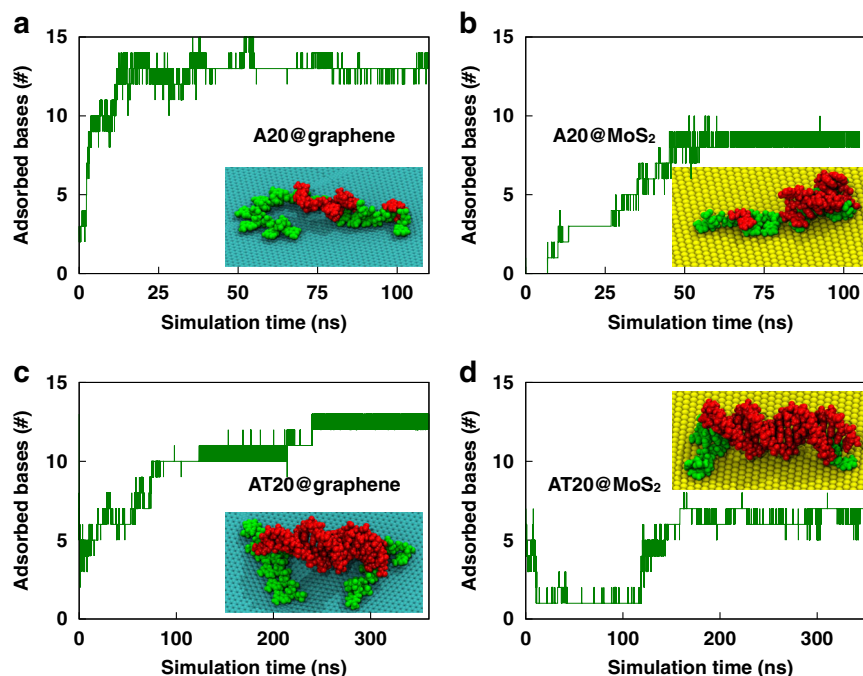 a
15
10
5
0
Adsorbed bases (#)
A20@graphene
0 25 50 75 100
Simulation time (ns)
b
15
10
5
0
Adsorbed bases (#)
A20@MoS₂
0 25 50 75 100
Simulation time (ns)
c
15
10
5
0
Adsorbed bases (#)
AT20@graphene
0 100 200 300
Simulation time (ns)
d
15
10
5
0
Adsorbed bases (#)
AT20@MoS₂
0 100 200 300
Simulation time (ns)